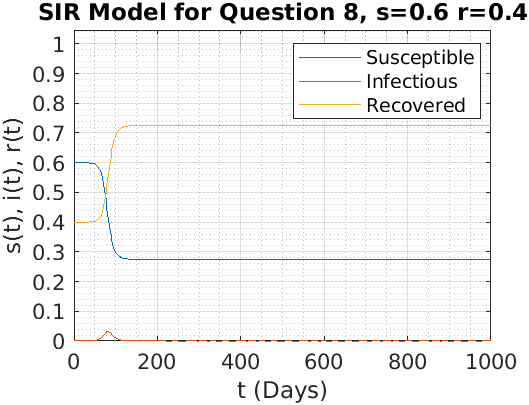 SIR Model for Question 8, s=0.6 r=0.4
1
0.9
0.8
0.7
0.6
0.5
0.4
0.3
0.2
0.1
0
s(t), i(t), r(t)
Susceptible
Infectious
Recovered
0 200 400 600 800 1000
t (Days)